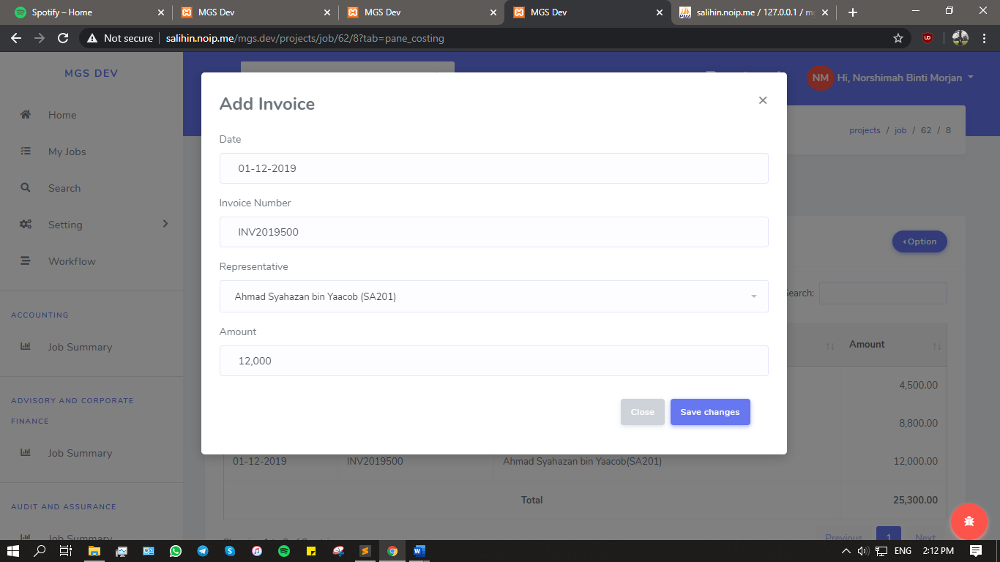 Spotify – Home
MGS Dev
MGS Dev
MGS Dev
salihin.noip.me / 127.0.0.1 /
Not secure
salihin.noip.me/mgs.dev/projects/job/62/8?tab=pane_costing
MGS DEV
NM Hi, Norshimah Binti Morjan
projects / job / 62 / 8
Home
My Jobs
Search
Setting
Workflow
ACCOUNTING
Job Summary
ADVISORY AND CORPORATE
FINANCE
Job Summary
AUDIT AND ASSURANCE
Job Summary
Add Invoice
×
Date
01-12-2019
Invoice Number
INV2019500
Representative
Ahmad Syahazan bin Yaacob (SA201)
Amount
12,000
Close
Save changes
Option
Search:
Amount
4,500.00
8,800.00
01-12-2019 INV2019500 Ahmad Syahazan bin Yaacob(SA201) 12,000.00
Total 25,300.00
Previous 1 Next
ENG 2:12 PM